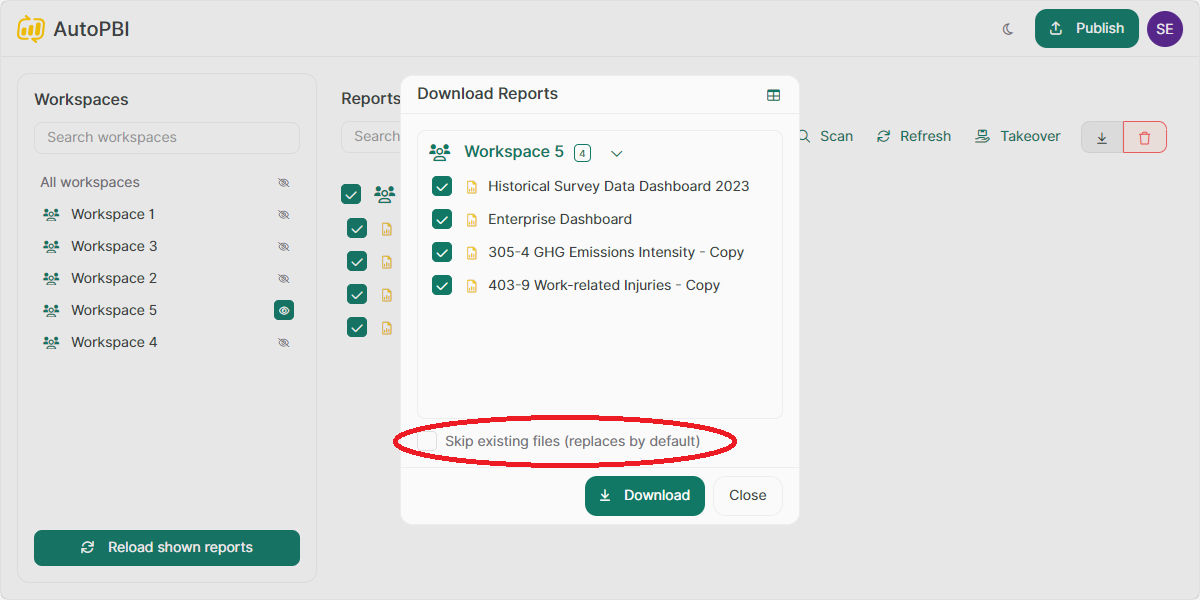 AutoPBI
Publish
SE
Workspaces
Search workspaces
All workspaces
Workspace 1
Workspace 3
Workspace 2
Workspace 5
Workspace 4
Reload shown reports
Reports
Search
Scan
Refresh
Takeover
Download Reports
Workspace 5 4
Historical Survey Data Dashboard 2023
Enterprise Dashboard
305-4 GHG Emissions Intensity - Copy
403-9 Work-related Injuries - Copy
Skip existing files (replaces by default)
Download
Close